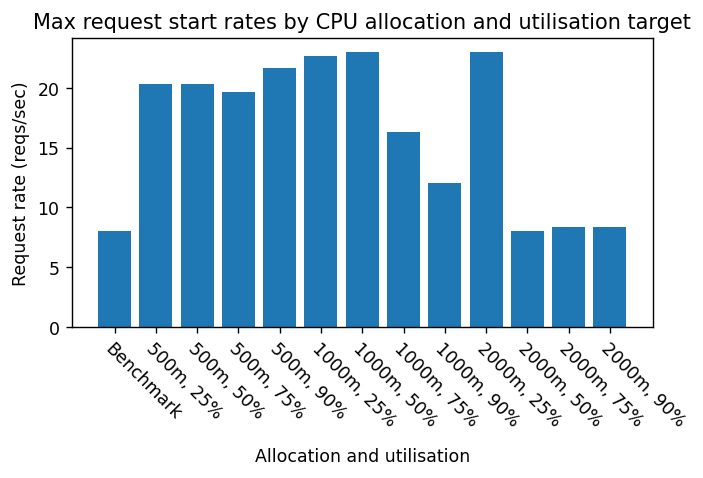 Max request start rates by CPU allocation and utilisation target
Request rate (reqs/sec)
20
15
10
5
0
Benchmark
500m, 25%
500m, 50%
500m, 75%
500m, 90%
1000m, 25%
1000m, 50%
1000m, 75%
1000m, 90%
2000m, 25%
2000m, 50%
2000m, 75%
2000m, 90%
Allocation and utilisation